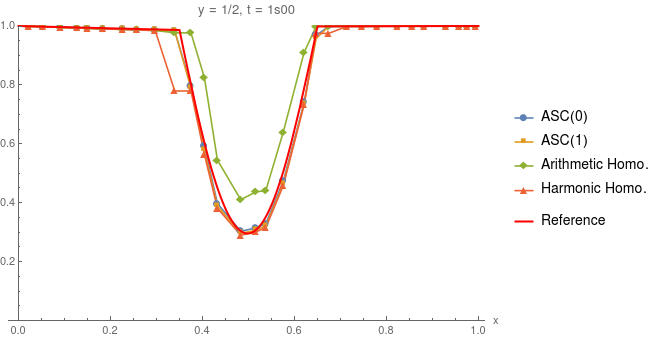 y = 1/2, t = 1s00
1.0
0.8
0.6
0.4
0.2
0.0 0.2 0.4 0.6 0.8 1.0
x
ASC(0)
ASC(1)
Arithmetic Homo.
Harmonic Homo.
Reference